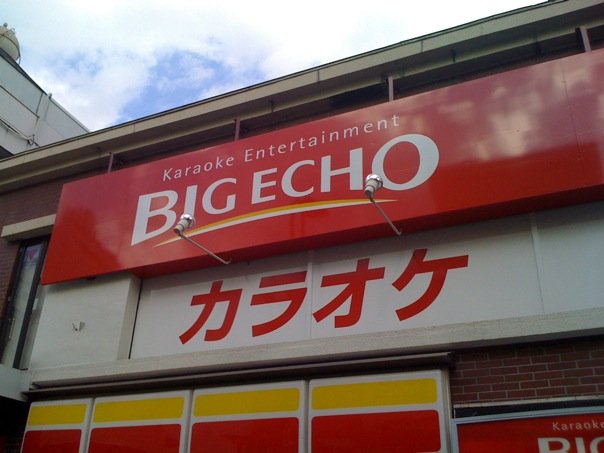 Karaoke Entertainment
BIG ECHO
カラオケ
Karaoke
BIG